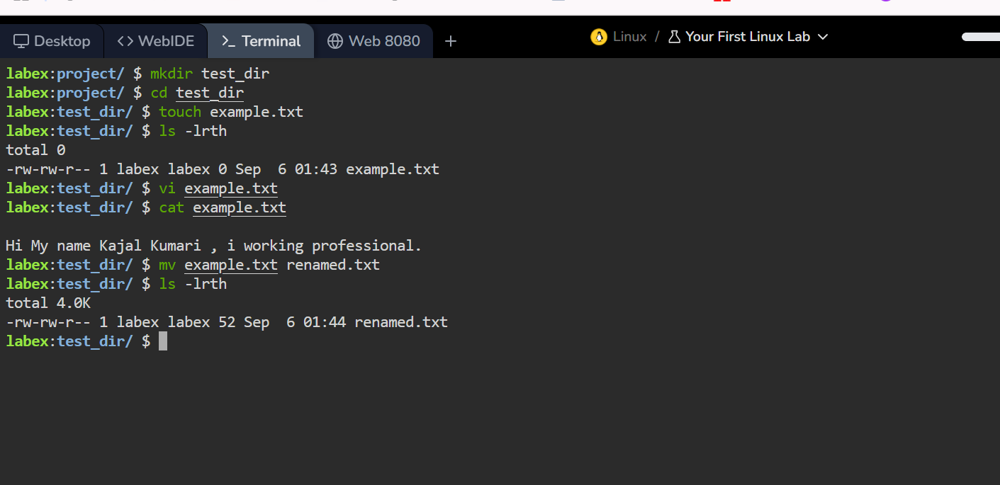 Desktop
WebIDE
Terminal
Web 8080
Linux / Your First Linux Lab
labex:project/ $ mkdir test_dir
labex:project/ $ cd test_dir
labex:test_dir/ $ touch example.txt
labex:test_dir/ $ ls -lrth
total 0
-rw-rw-r-- 1 labex labex 0 Sep  6 01:43 example.txt
labex:test_dir/ $ vi example.txt
labex:test_dir/ $ cat example.txt
Hi My name Kajal Kumari , i working professional.
labex:test_dir/ $ mv example.txt renamed.txt
labex:test_dir/ $ ls -lrth
total 4.0K
-rw-rw-r-- 1 labex labex 52 Sep  6 01:44 renamed.txt
labex:test_dir/ $